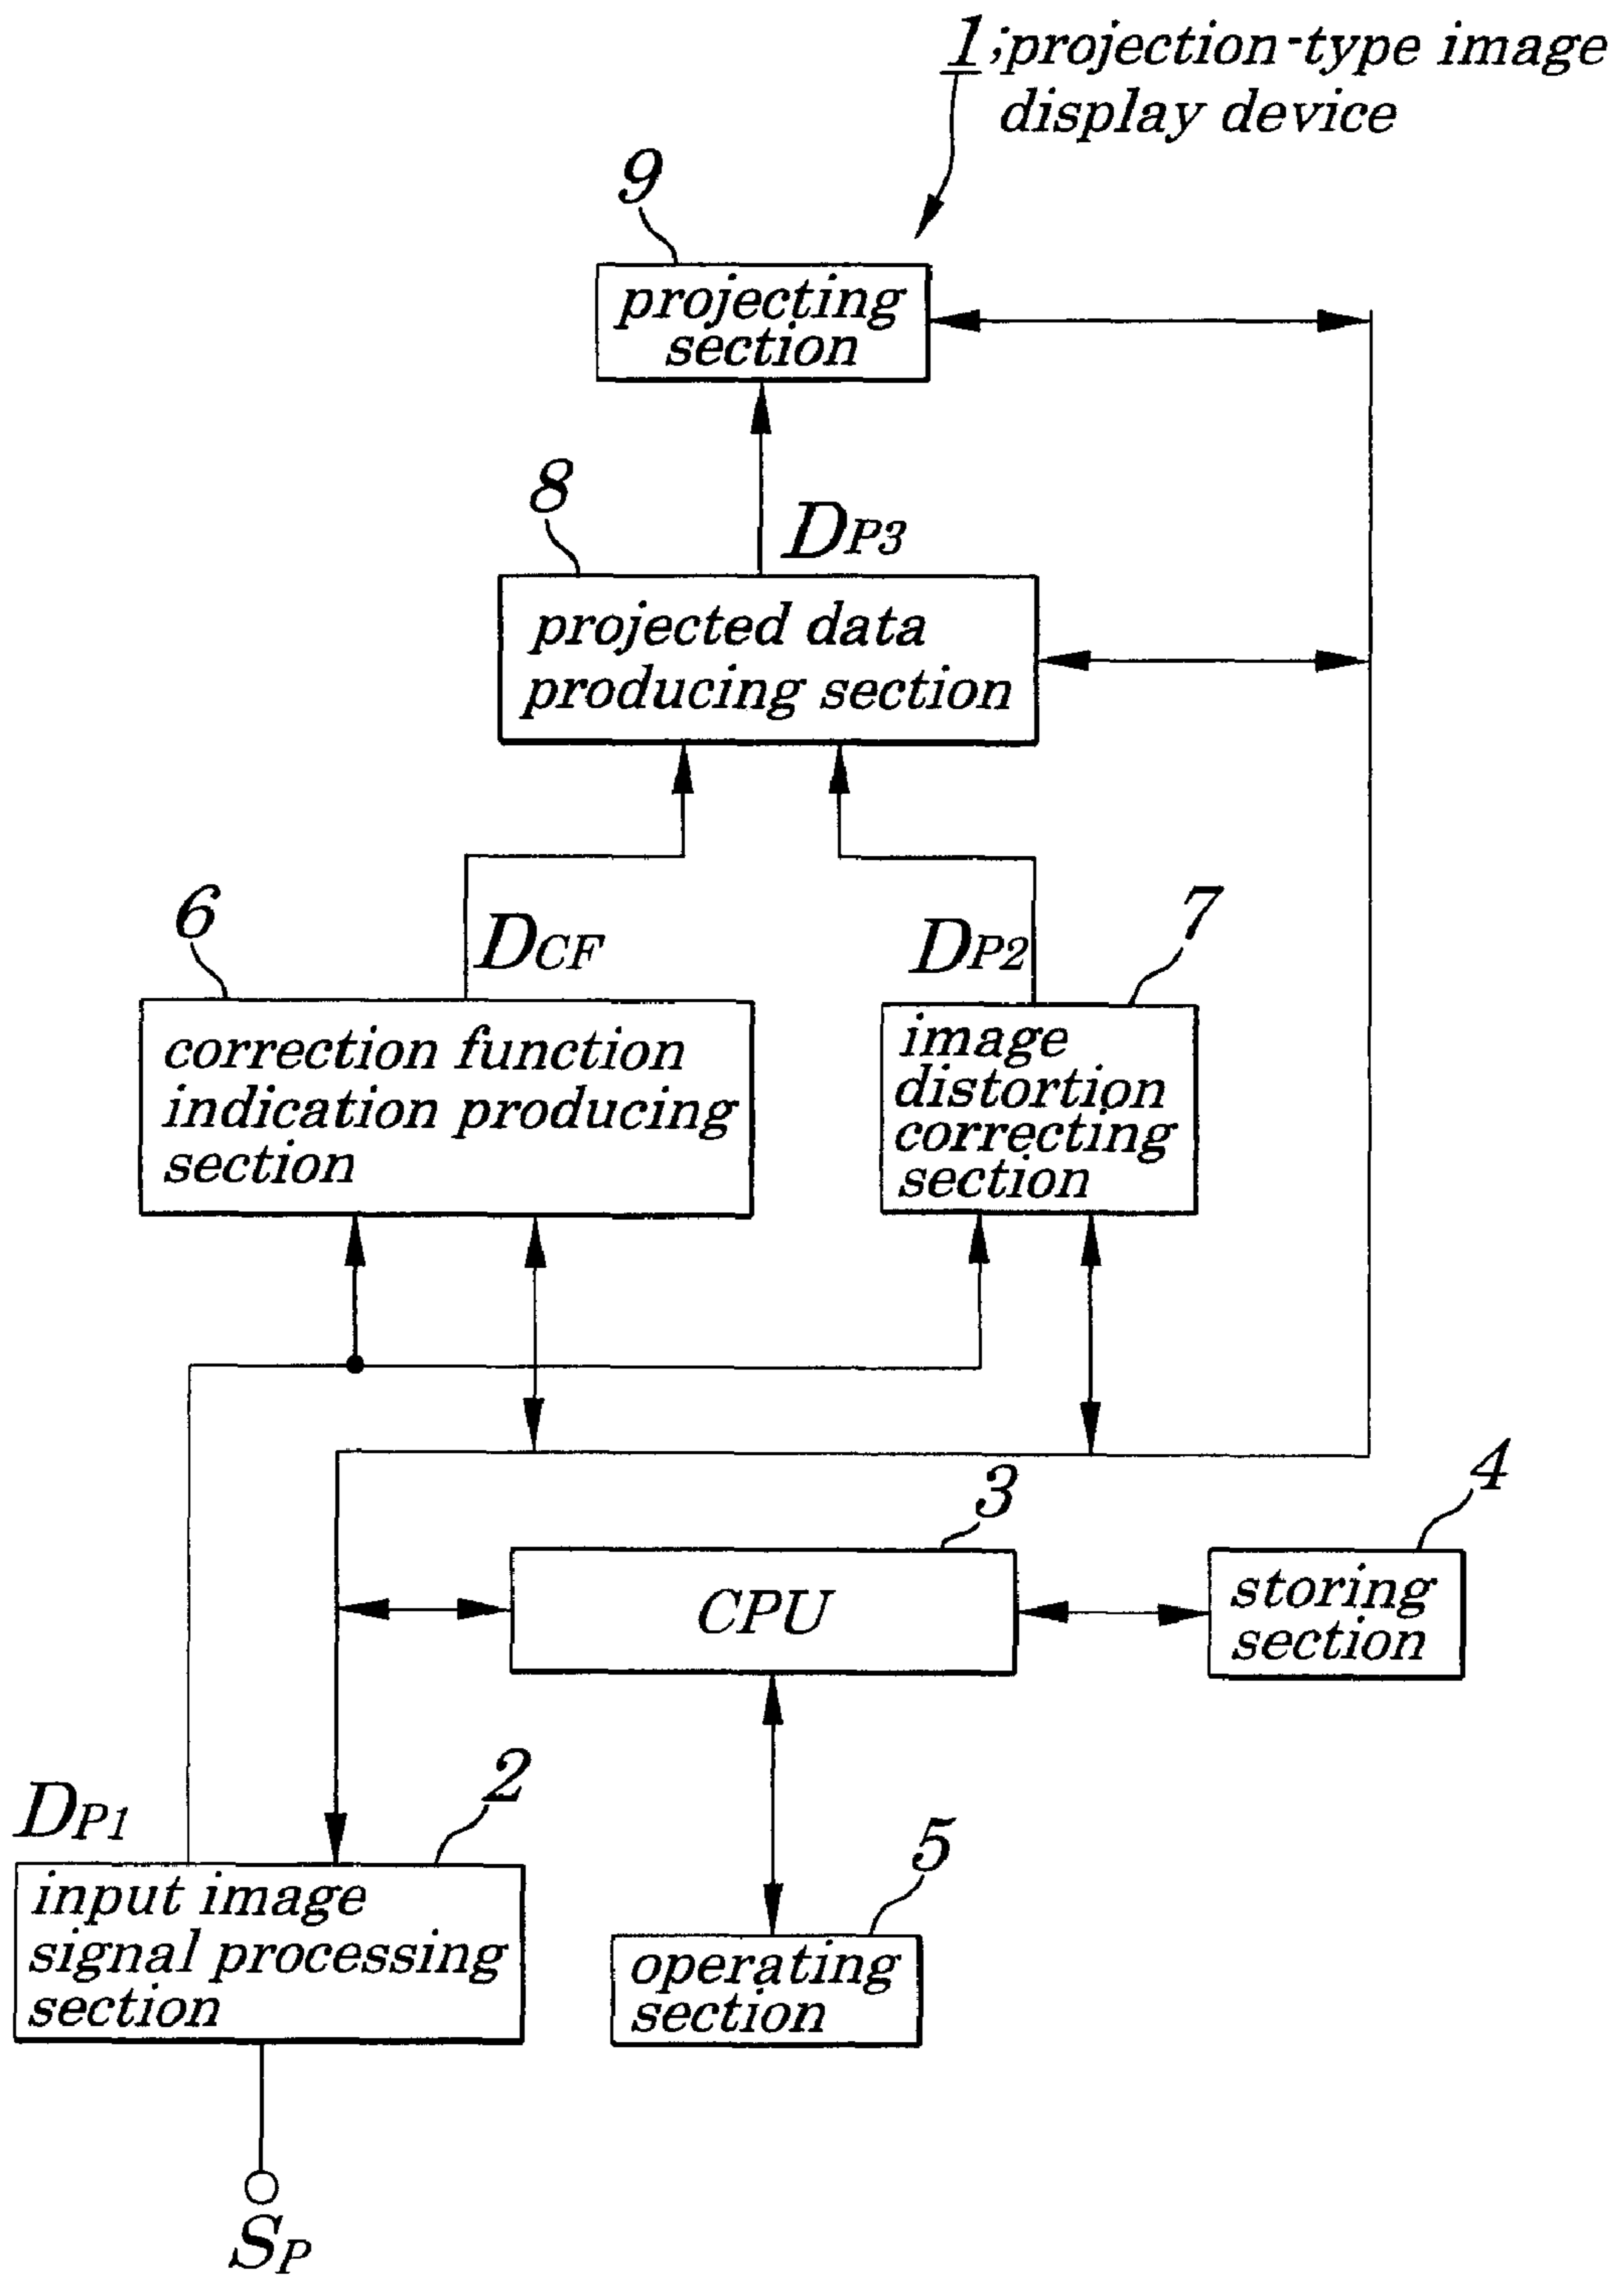 1;projection-type image
display device
9
projecting
section
8
DP3
projected data
producing section
6
DCF
DP2
7
correction function
indication producing
section
image
distortion
correcting
section
3
4
CPU
storing
section
DP1
2
5
input image
signal processing
section
operating
section
SP